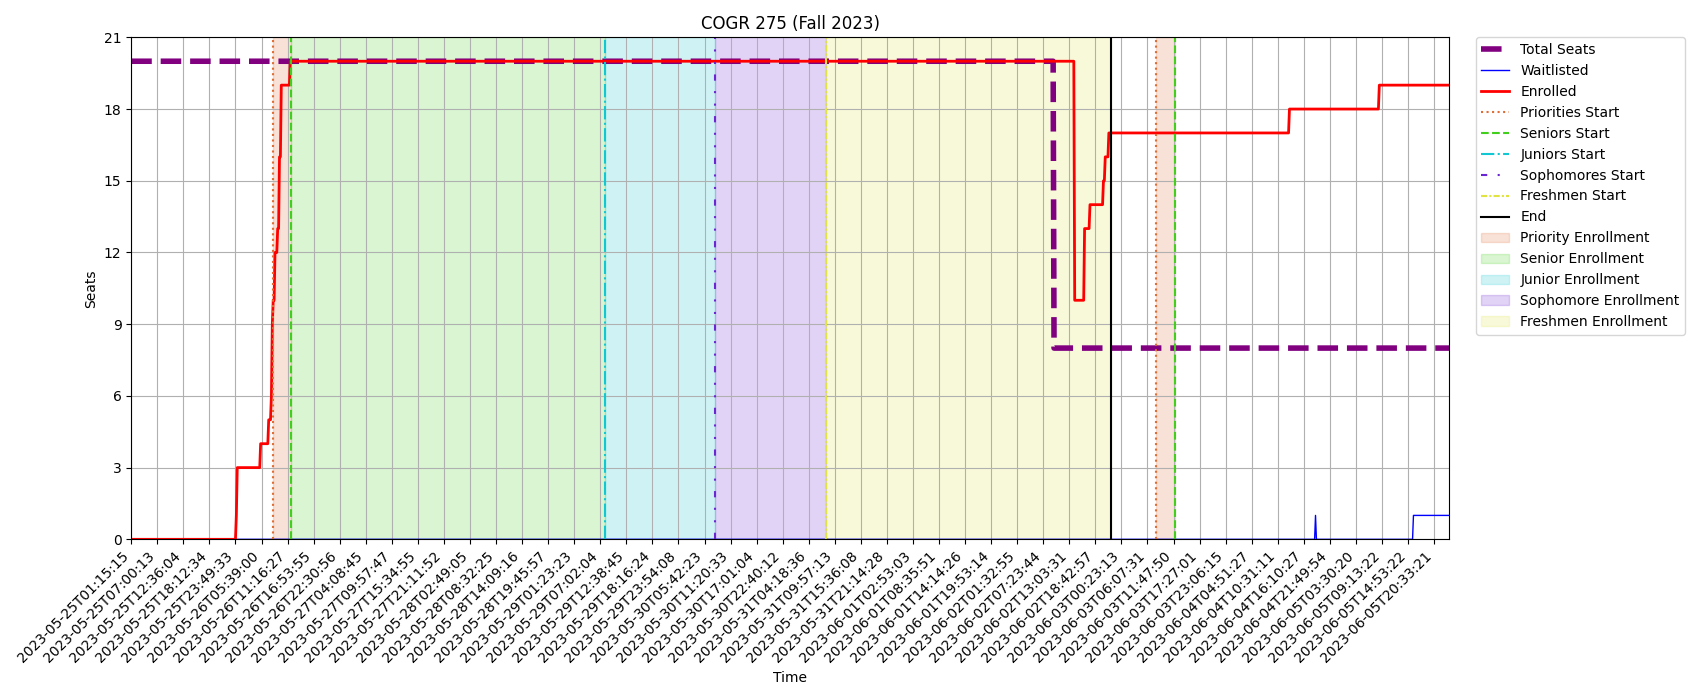 COGR 275 (Fall 2023)
21
18
15
12
9
6
3
0
Seats
2023-05-25T01:15:15
2023-05-25T07:00:13
2023-05-25T12:36:04
2023-05-25T18:12:34
2023-05-25T23:49:33
2023-05-26T05:39:00
2023-05-26T11:16:27
2023-05-26T16:53:55
2023-05-26T22:30:56
2023-05-27T04:08:45
2023-05-27T09:57:47
2023-05-27T15:34:55
2023-05-27T21:11:52
2023-05-28T02:49:05
2023-05-28T08:32:25
2023-05-28T14:09:16
2023-05-28T19:45:57
2023-05-29T01:23:23
2023-05-29T07:02:04
2023-05-29T12:38:45
2023-05-29T18:16:24
2023-05-29T23:54:08
2023-05-30T05:42:23
2023-05-30T11:20:33
2023-05-30T17:01:04
2023-05-30T22:40:12
2023-05-31T04:18:36
2023-05-31T09:57:13
2023-05-31T15:36:08
2023-05-31T21:14:28
2023-06-01T02:53:03
2023-06-01T08:35:51
2023-06-01T14:14:26
2023-06-01T19:53:14
2023-06-02T01:32:55
2023-06-02T07:23:44
2023-06-02T13:03:31
2023-06-02T18:42:57
2023-06-03T00:23:13
2023-06-03T06:07:31
2023-06-03T11:47:50
2023-06-03T17:27:01
2023-06-03T23:06:15
2023-06-04T04:51:27
2023-06-04T10:31:11
2023-06-04T16:10:27
2023-06-04T21:49:54
2023-06-05T03:30:20
2023-06-05T09:13:22
2023-06-05T14:53:22
2023-06-05T20:33:21
Time
Total Seats
Waitlisted
Enrolled
Priorities Start
Seniors Start
Juniors Start
Sophomores Start
Freshmen Start
End
Priority Enrollment
Senior Enrollment
Junior Enrollment
Sophomore Enrollment
Freshmen Enrollment